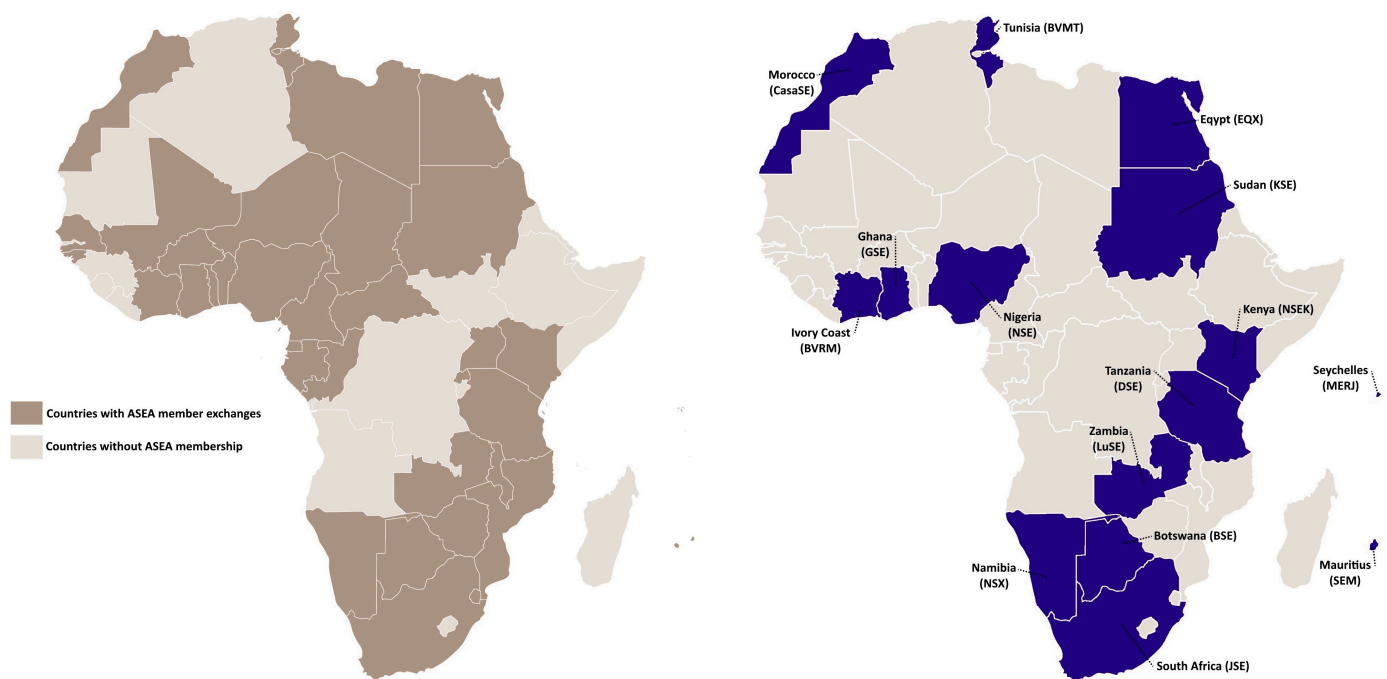 Countries with ASEA member exchanges
Countries without ASEA membership
Tunisia (BVMT)
Morocco
(CasaSE)
Eqypt (EQX)
Sudan (KSE)
Ghana
(GSE)
Kenya (NSEK)
Nigeria
(NSE)
Ivory Coast
(BVRM)
Tanzania
(DSE)
Seychelles
(MERJ)
Zambia
(LuSE)
Botswana (BSE)
Namibia
(NSX)
Mauritius
(SEM)
South Africa (JSE)